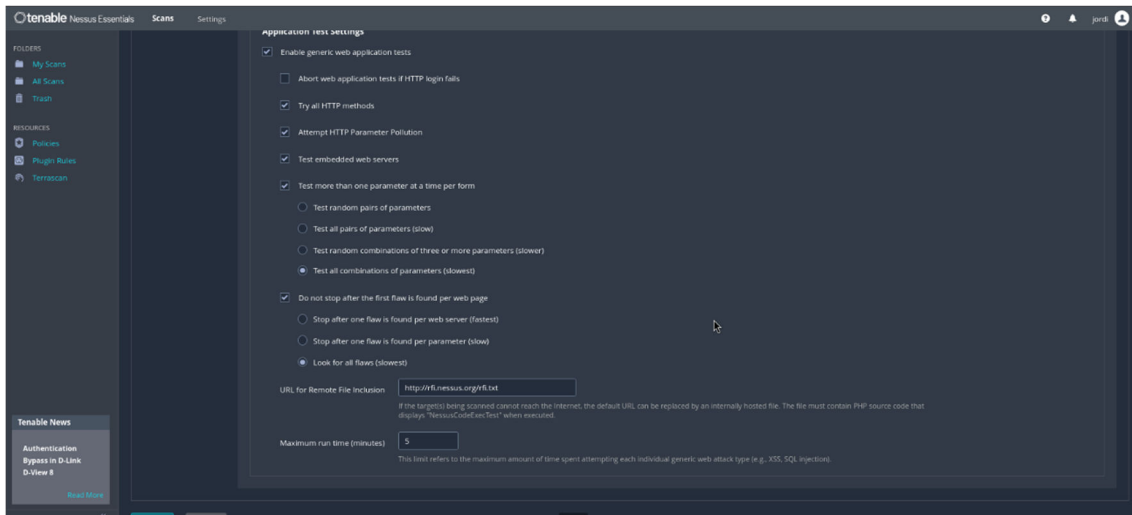 tenable Nessus Essentials
Scans
Settings
jordi
FOLDERS
My Scans
All Scans
Trash
RESOURCES
Policies
Plugin Rules
Terrascan
Tenable News
Authentication
Bypass in D-Link
D-View 8
Read More
Application Test Settings
Enable generic web application tests
Abort web application tests if HTTP login fails
Try all HTTP methods
Attempt HTTP Parameter Pollution
Test embedded web servers
Test more than one parameter at a time per form
Test random pairs of parameters
Test all pairs of parameters (slow)
Test random combinations of three or more parameters (slower)
Test all combinations of parameters (slowest)
Do not stop after the first flaw is found per web page
Stop after one flaw is found per web server (fastest)
Stop after one flaw is found per parameter (slow)
Look for all flaws (slowest)
URL for Remote File Inclusion
http://rfi.nessus.org/rfi.txt
If the target(s) being scanned cannot reach the Internet, the default URL can be replaced by an internally hosted file. The file must contain PHP source code that
displays "NessusCodeExecTest" when executed.
Maximum run time (minutes)
5
This limit refers to the maximum amount of time spent attempting each individual generic web attack type (e.g., XSS, SQL injection).